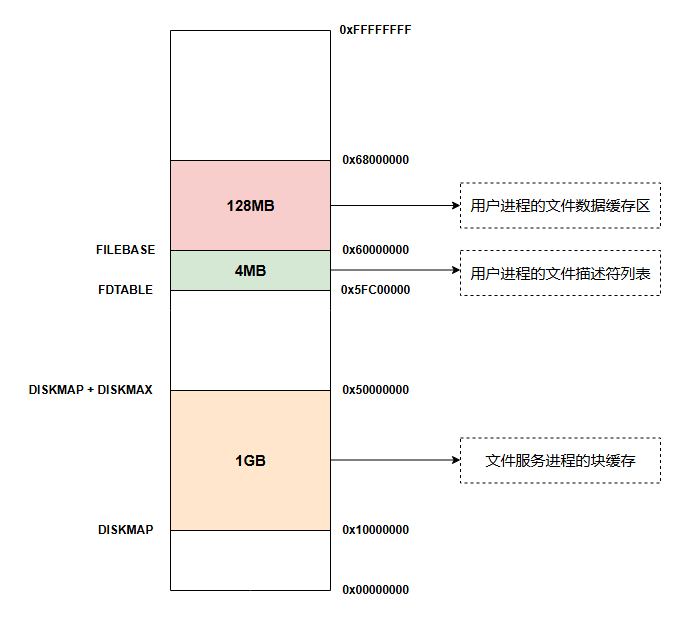 0xFFFFFFFF
0x68000000
128MB
用户进程的文件数据缓存区
FILEBASE
0x60000000
4MB
用户进程的文件描述符列表
FDTABLE
0x5FC00000
DISKMAP + DISKMAX
0x50000000
1GB
文件服务进程的块缓存
DISKMAP
0x10000000
0x00000000